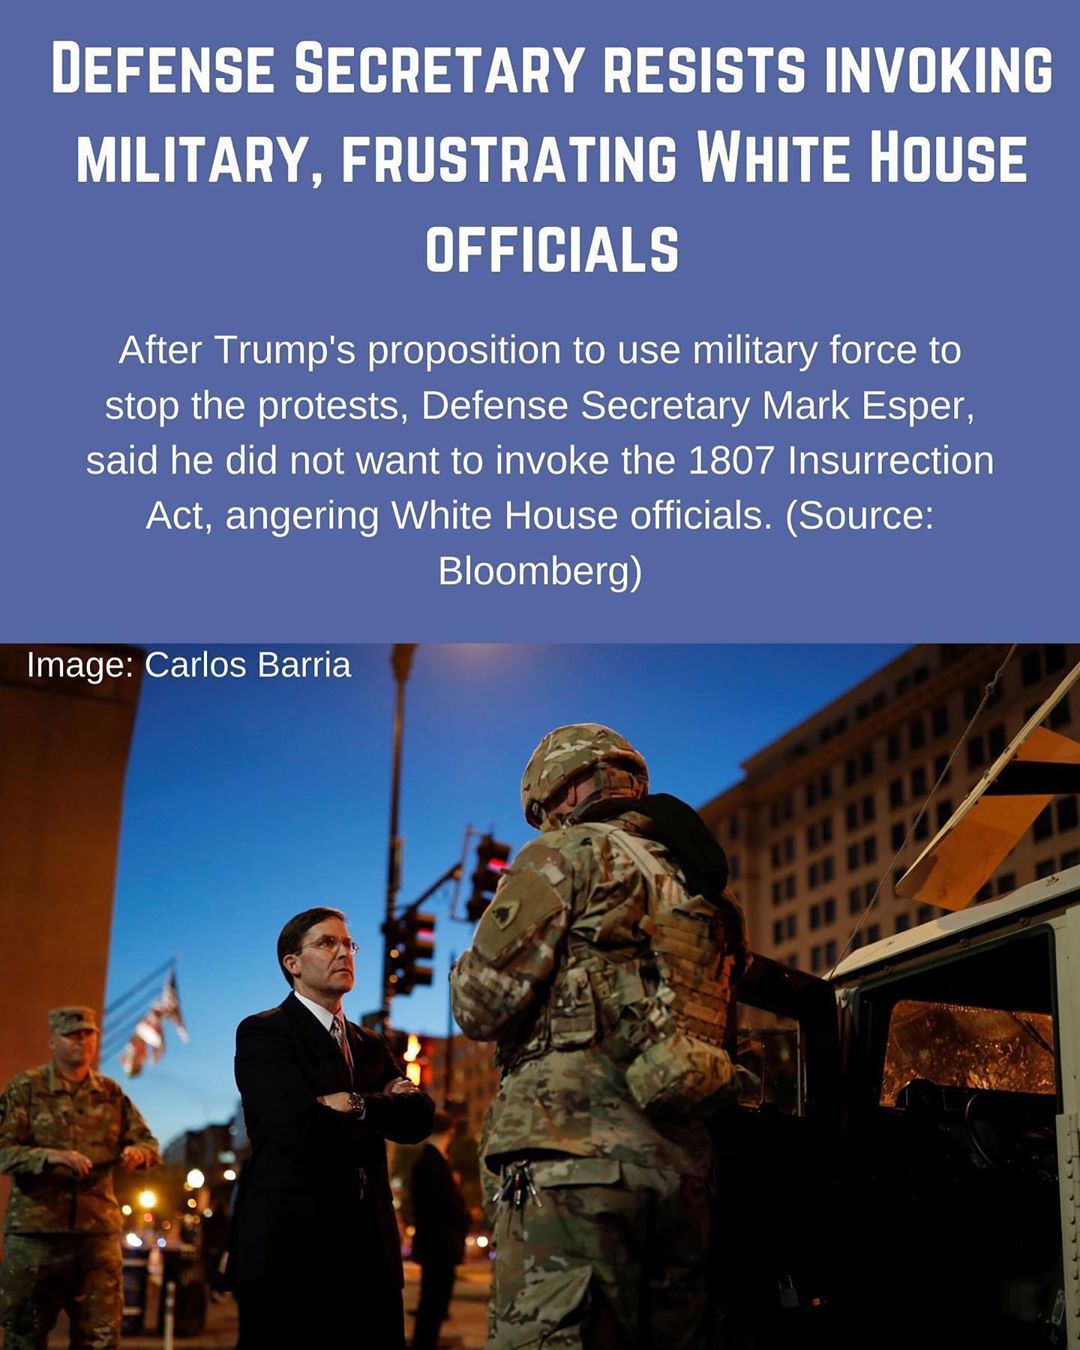 Defense Secretary resists invoking
military, frustrating White House
officials
After Trump's proposition to use military force to
stop the protests, Defense Secretary Mark Esper,
said he did not want to invoke the 1807 Insurrection
Act, angering White House officials. (Source:
Bloomberg)
Image: Carlos Barria